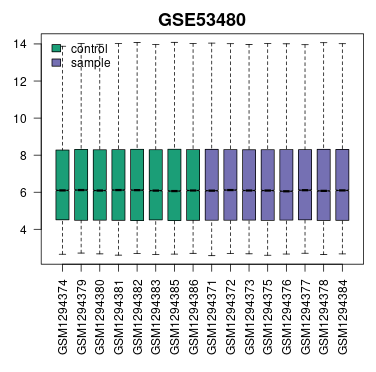 GSE53480
control
sample
14
12
10
8
6
4
GSM1294374
GSM1294379
GSM1294380
GSM1294381
GSM1294382
GSM1294383
GSM1294385
GSM1294386
GSM1294371
GSM1294372
GSM1294373
GSM1294375
GSM1294376
GSM1294377
GSM1294378
GSM1294384